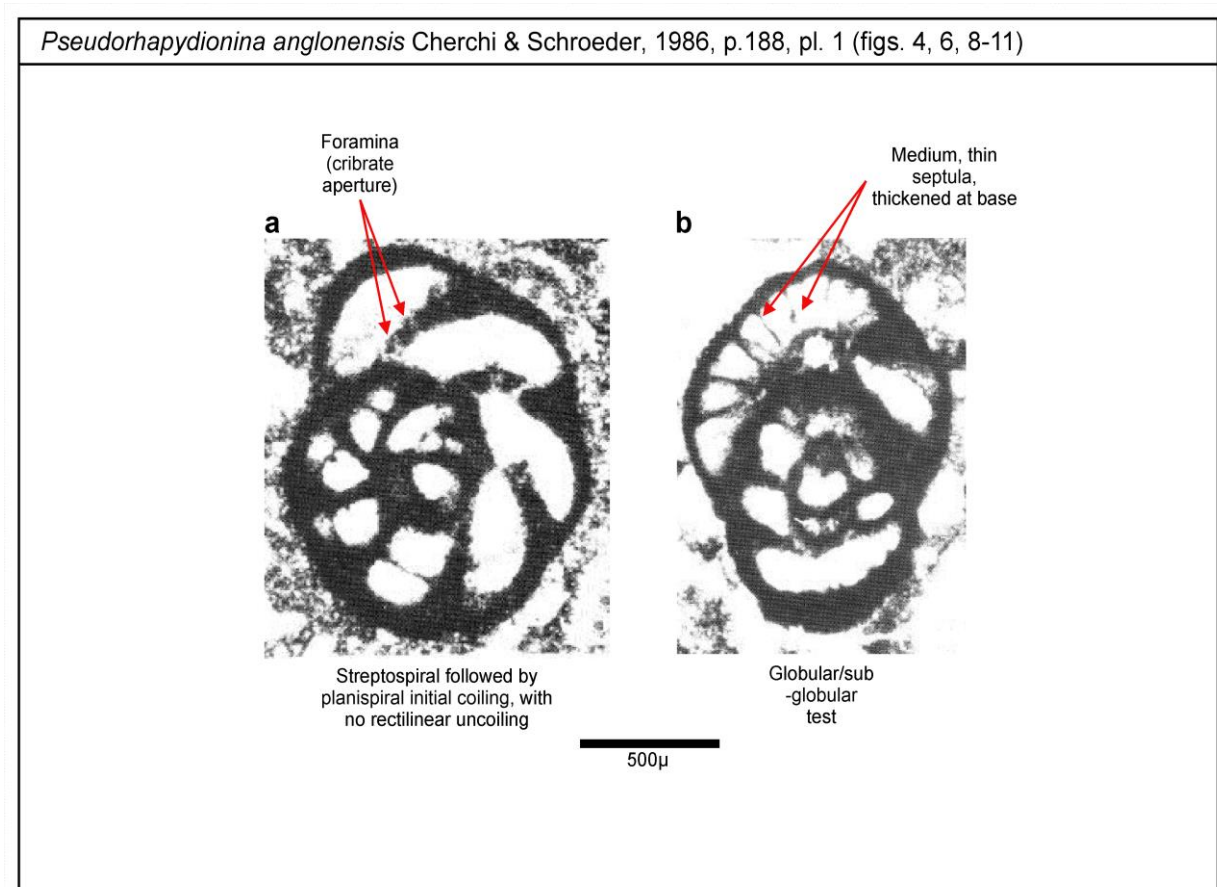 Pseudorhapydionina anglonensis Cherchi & Schroeder, 1986, p.188, pl. 1 (figs. 4, 6, 8-11)
Foramina
(cribrate
aperture)
Medium, thin
septula,
thickened at base
a
b
Streptospiral followed by
planispiral initial coiling, with
no rectilinear uncoiling
Globular/sub
-globular
test
500µ